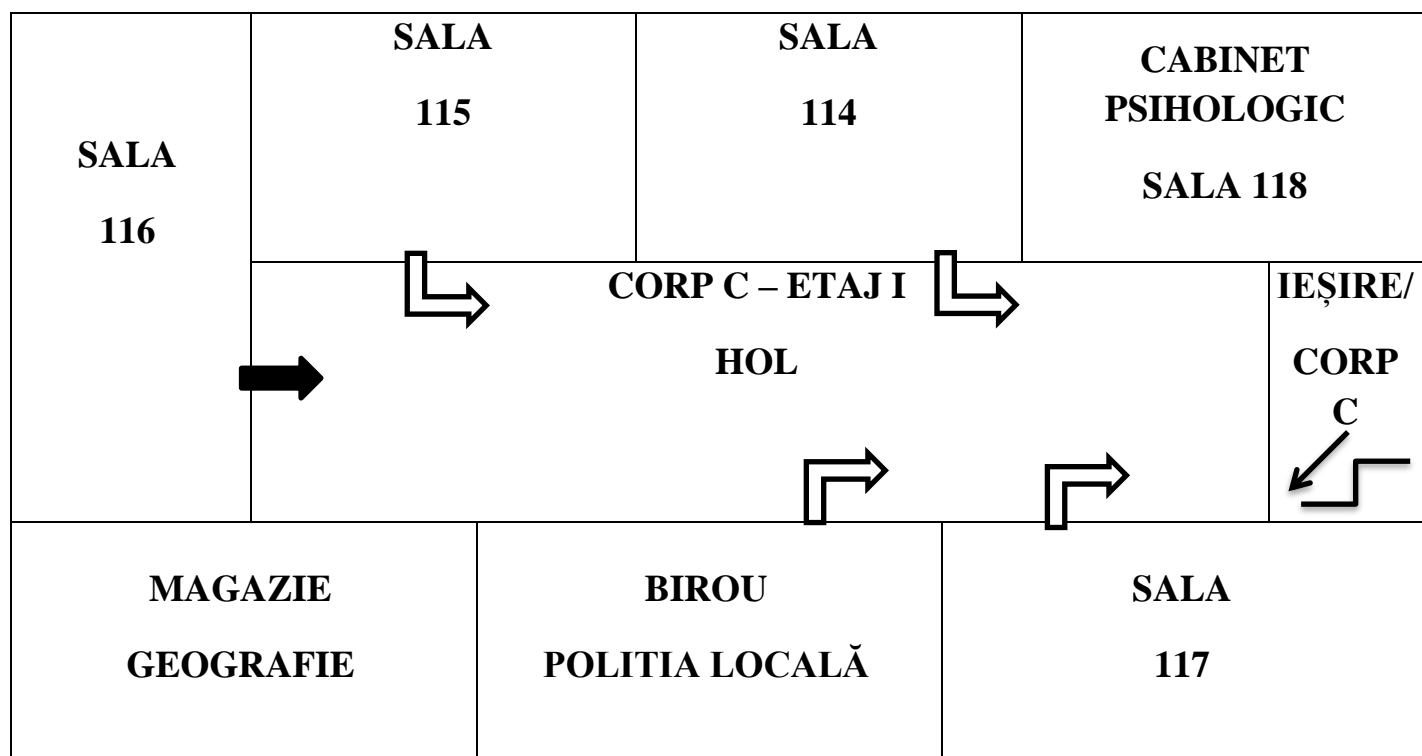 SALA
116
SALA
115
SALA
114
CABINET
PSIHOLOGIC
SALA 118
CORP C – ETAJ I
HOL
IEȘIRE/
CORP
C
MAGAZIE
GEOGRAFIE
BIROU
POLITIA LOCALĂ
SALA
117